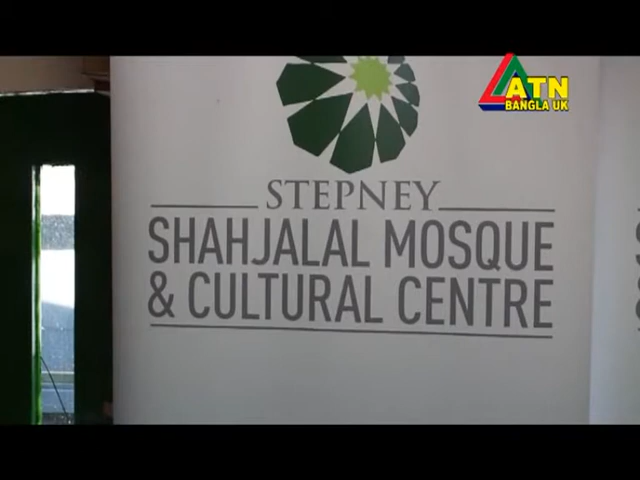 ATN
BANGLA UK
STEPNEY
SHAHJALAL MOSQUE
& CULTURAL CENTRE